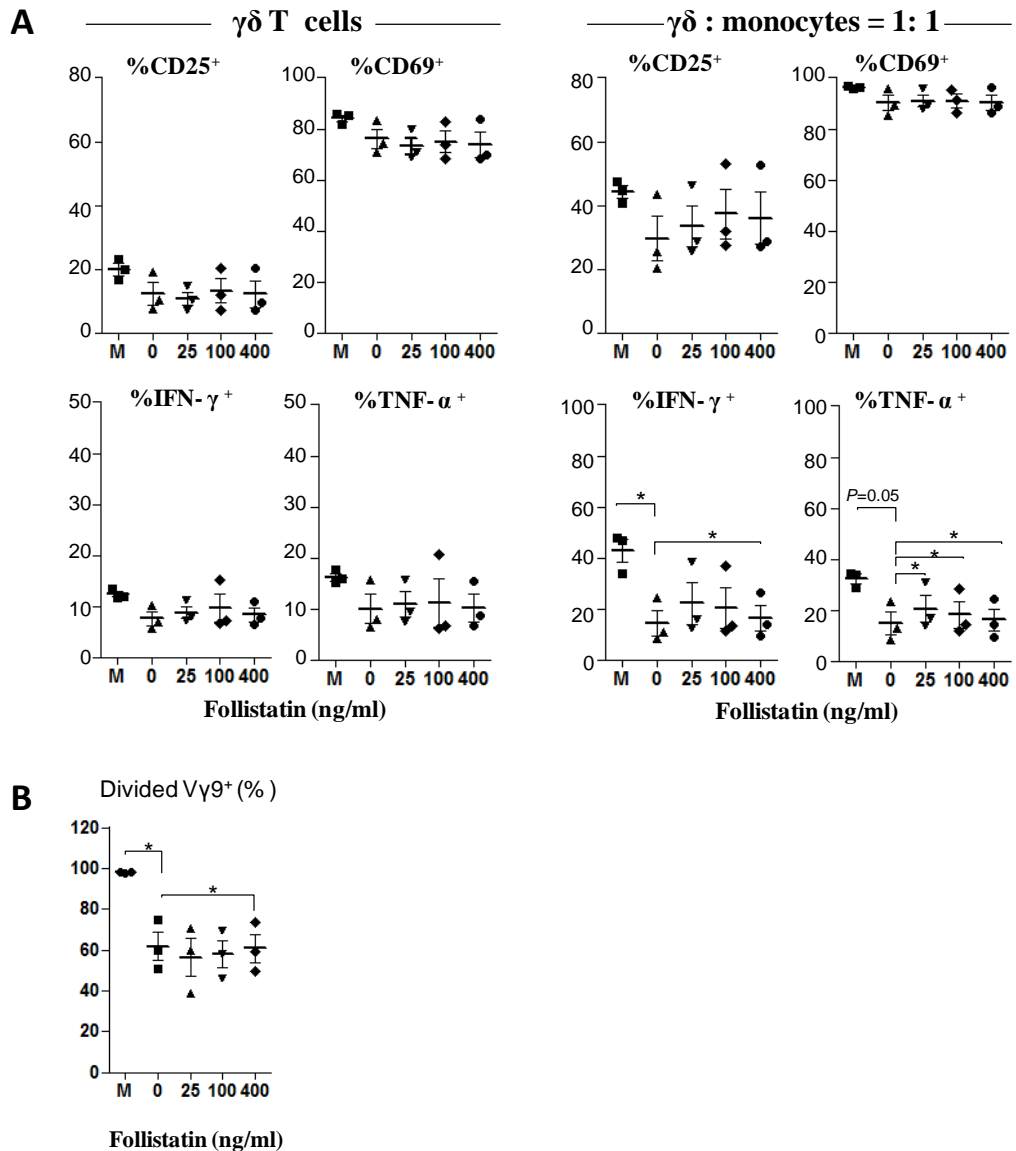 A
γδ T cells
γδ : monocytes = 1: 1
%CD25+
80
60
40
20
0
M 0 25 100 400
%CD69+
100
80
60
40
20
0
M 0 25 100 400
%CD25+
80
60
40
20
0
M 0 25 100 400
%CD69+
100
80
60
40
20
0
M 0 25 100 400
%IFN- γ +
50
40
30
20
10
0
M 0 25 100 400
%TNF- α +
50
40
30
20
10
0
M 0 25 100 400
Follistatin (ng/ml)
%IFN- γ +
100
80
60
40
20
0
*
*
M 0 25 100 400
%TNF- α +
100
80
60
40
20
0
P=0.05
*
*
*
M 0 25 100 400
Follistatin (ng/ml)
B
Divided Vγ9+ (% )
120
100
80
60
40
20
0
*
*
M 0 25 100 400
Follistatin (ng/ml)